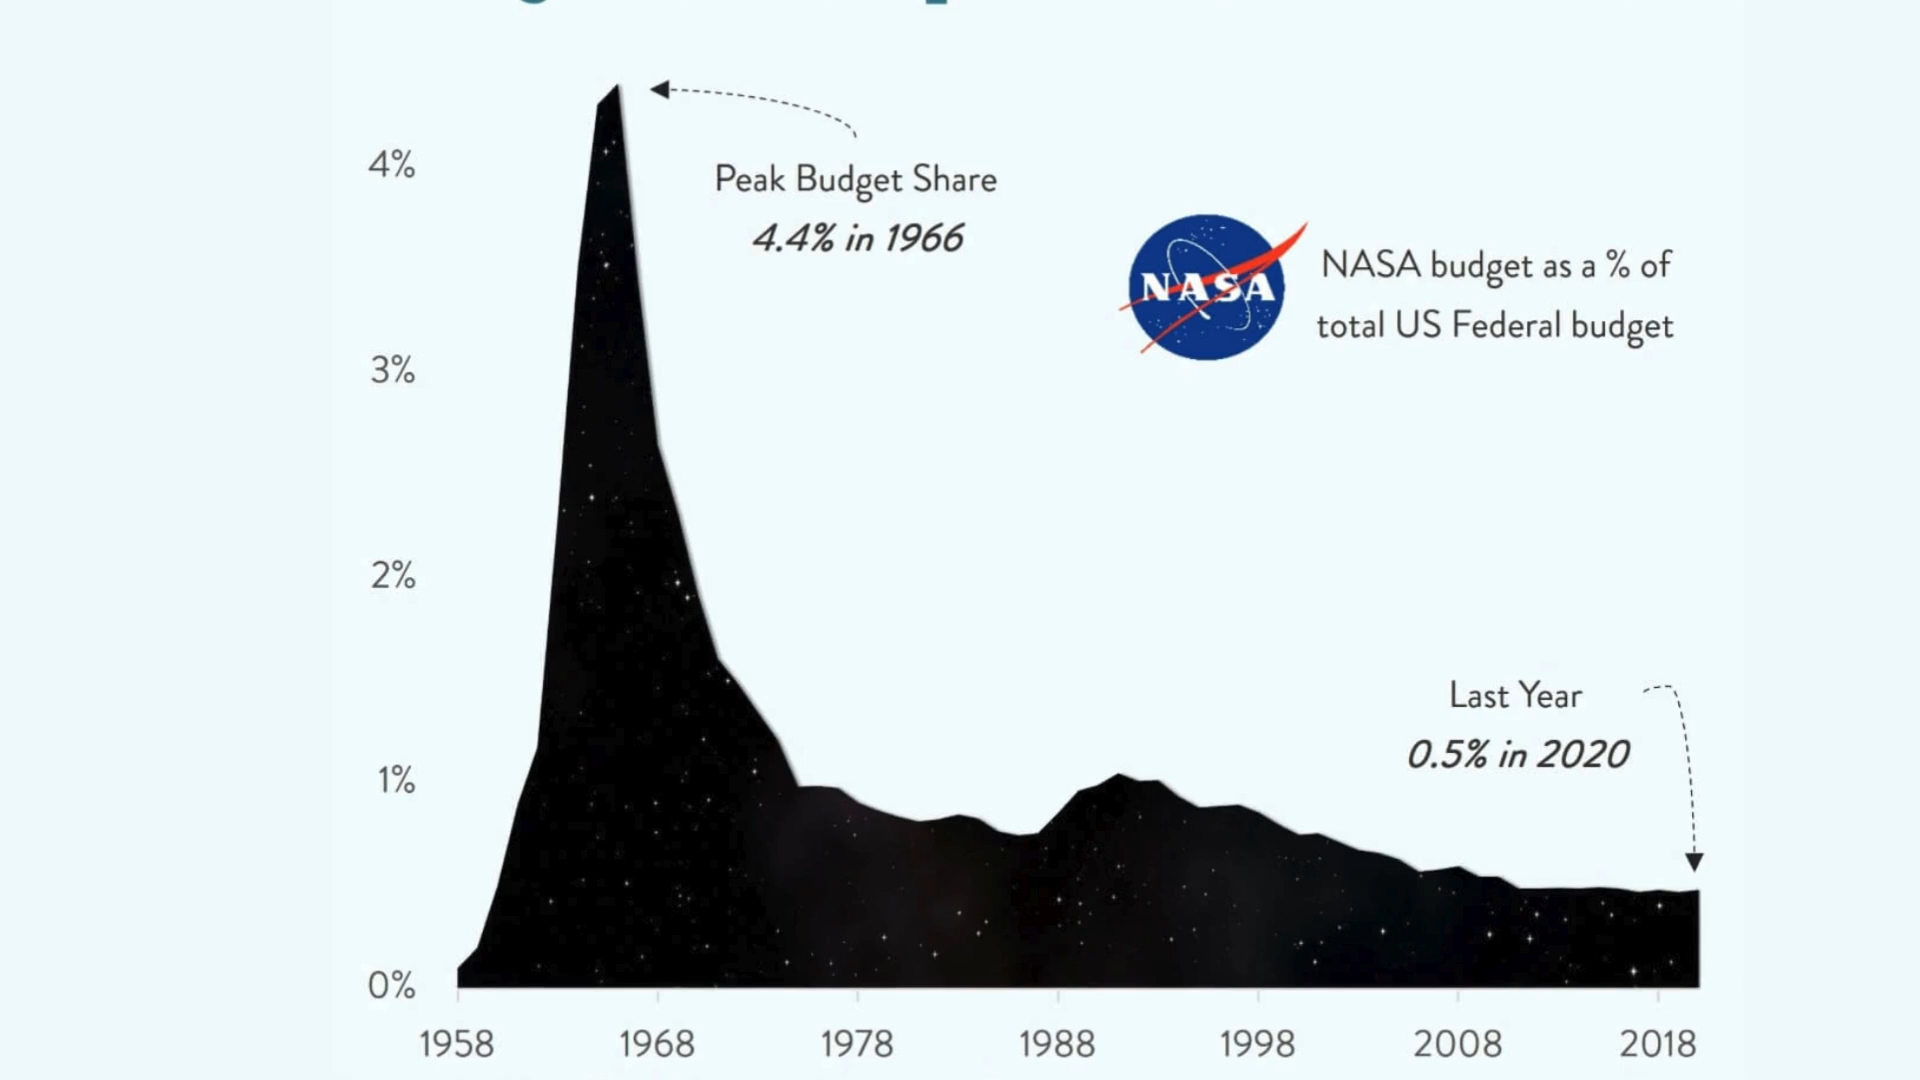 4%
3%
2%
1%
0%
Peak Budget Share
4.4% in 1966
NASA
NASA budget as a % of
total US Federal budget
Last Year
0.5% in 2020
1958 1968 1978 1988 1998 2008 2018